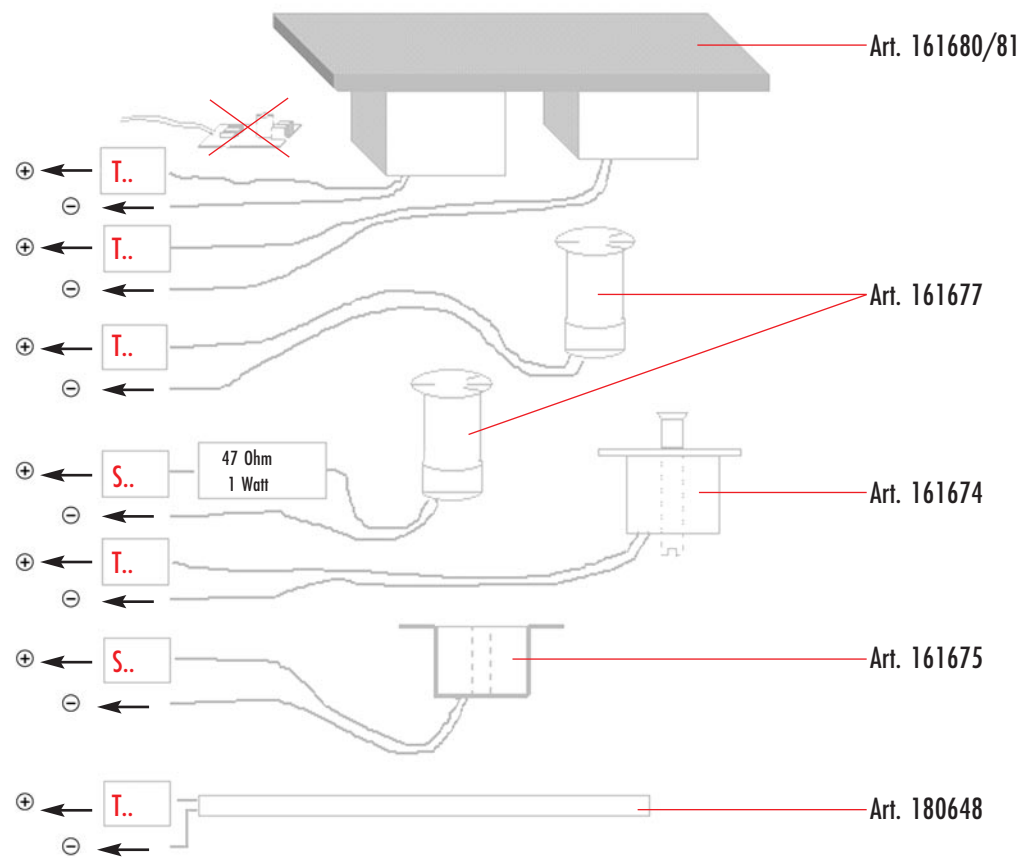 Art. 161680/81
⊕ T..
⊖
⊕ T..
⊖
Art. 161677
⊕ T..
⊖
⊕ S.. 47 Ohm
1 Watt
Art. 161674
⊖
⊕ T..
⊖
⊕ S.. Art. 161675
⊖
⊕ T.. Art. 180648
⊖